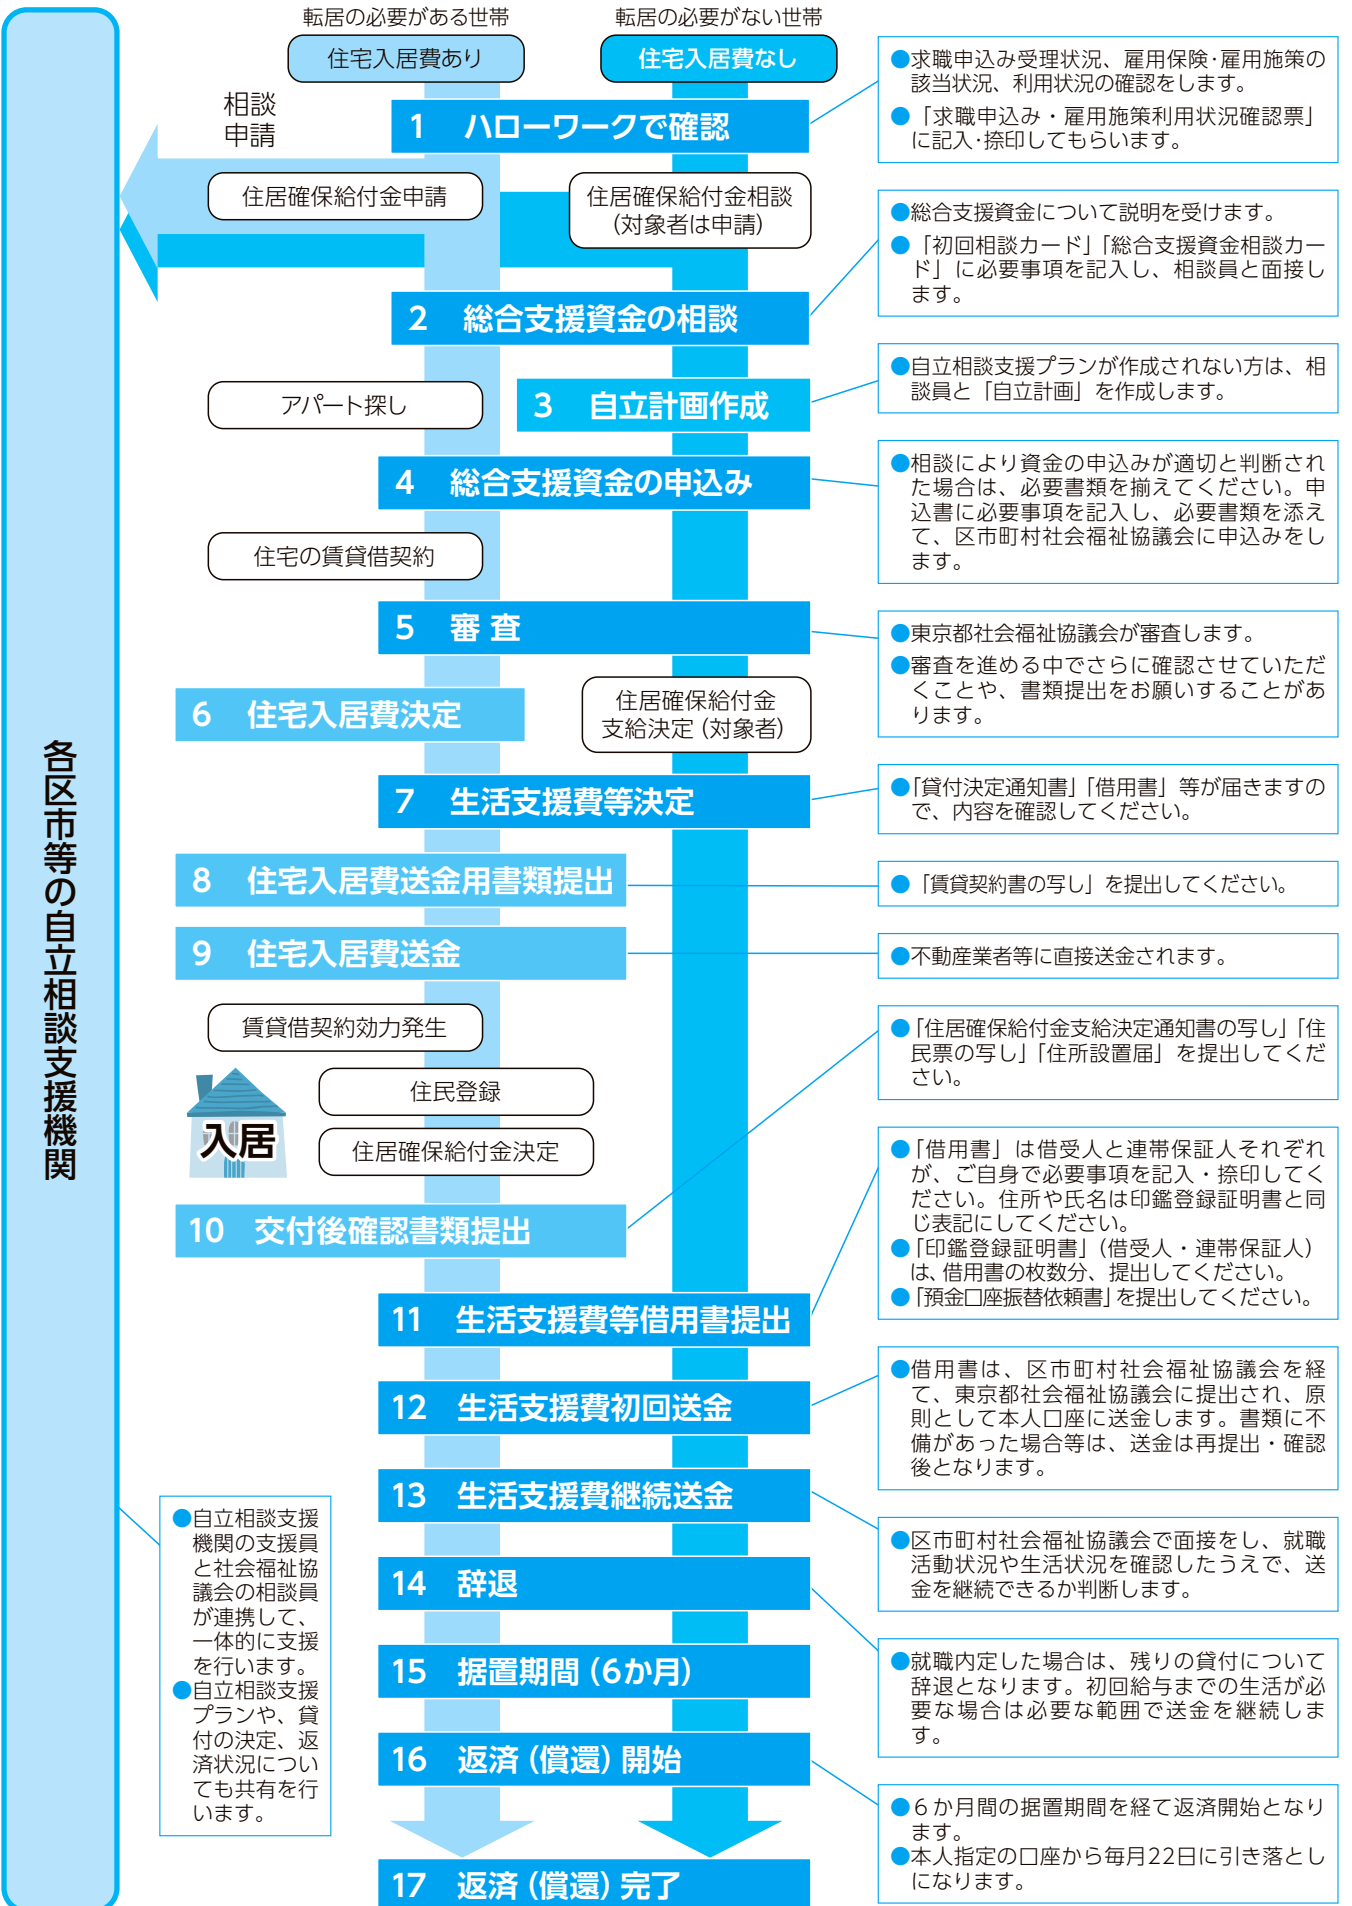 転居の必要がある世帯
転居の必要がない世帯
住宅入居費あり
住宅入居費なし
相談
申請
1 ハローワークで確認
●求職申込み受理状況、雇用保険・雇用施策の
該当状況、利用状況の確認をします。
●「求職申込み・雇用施策利用状況確認票」
に記入・捺印してもらいます。
住居確保給付金申請
住居確保給付金相談
(対象者は申請)
2 総合支援資金の相談
●総合支援資金について説明を受けます。
●「初回相談カード」「総合支援資金相談カー
ド」に必要事項を記入し、相談員と面接し
ます。
アパート探し
3 自立計画作成
●自立相談支援プランが作成されない方は、相
談員と「自立計画」を作成します。
4 総合支援資金の申込み
●相談により資金の申込みが適切と判断され
た場合は、必要書類を揃えてください。申
込書に必要事項を記入し、必要書類を添え
て、区市町村社会福祉協議会に申込みをし
ます。
住宅の賃貸借契約
5 審 査
●東京都社会福祉協議会が審査します。
●審査を進める中でさらに確認させていただ
くことや、書類提出をお願いすることがあ
ります。
6 住宅入居費決定
住居確保給付金
支給決定(対象者)
7 生活支援費等決定
●「貸付決定通知書」「借用書」等が届きますの
で、内容を確認してください。
8 住宅入居費送金用書類提出
●「賃貸契約書の写し」を提出してください。
9 住宅入居費送金
●不動産業者等に直接送金されます。
賃貸借契約効力発生
入居
住民登録
住居確保給付金決定
10 交付後確認書類提出
●「住居確保給付金支給決定通知書の写し」「住
民票の写し」「住所設置届」を提出してくだ
さい。
11 生活支援費等借用書提出
●「借用書」は借受人と連帯保証人それぞれ
が、ご自身で必要事項を記入・捺印してく
ださい。住所や氏名は印鑑登録証明書と同
じ表記にしてください。
●「印鑑登録証明書」(借受人・連帯保証人)
は、借用書の枚数分、提出してください。
●「預金口座振替依頼書」を提出してください。
12 生活支援費初回送金
●借用書は、区市町村社会福祉協議会を経
て、東京都社会福祉協議会に提出され、原
則として本人口座に送金します。書類に不
備があった場合等は、送金は再提出・確認
後となります。
13 生活支援費継続送金
●区市町村社会福祉協議会で面接をし、就職
活動状況や生活状況を確認したうえで、送
金を継続できるか判断します。
14 辞退
●就職内定した場合は、残りの貸付について
辞退となります。初回給与までの生活が必
要な場合は必要な範囲で送金を継続しま
す。
15 据置期間(6か月)
16 返済(償還)開始
●6か月間の据置期間を経て返済開始となり
ます。
●本人指定の口座から毎月22日に引き落とし
になります。
17 返済(償還)完了
各区市等の自立相談支援機関
●自立相談支援
機関の支援員
と社会福祉協
議会の相談員
が連携して、
一体的に支援
を行います。
●自立相談支援
プランや、貸
付の決定、返
済状況につい
ても共有を行
います。